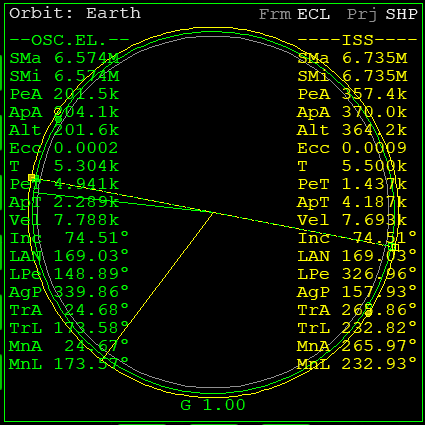 Orbit: Earth Frm ECL Prj SHP
--OSC.EL.-- ----ISS----
SMa 6.574M SMa 6.735M
SMi 6.574M SMi 6.735M
PeA 201.5k PeA 357.4k
ApA 204.1k ApA 370.0k
Alt 201.6k Alt 364.2k
Ecc 0.0002 Ecc 0.0009
T 5.304k T 5.500k
PeT 4.941k PeT 1.437k
ApT 2.289k ApT 4.187k
Vel 7.788k Vel 7.693k
Inc 74.51° Inc 74.51°
LAN 169.03° LAN 169.03°
LPe 148.89° LPe 326.96°
AgP 339.86° AgP 157.93°
TrA 24.68° TrA 265.86°
TrL 173.58° TrL 232.82°
MnA 24.67° MnA 265.97°
MnL 173.57° MnL 232.93°
G 1.00